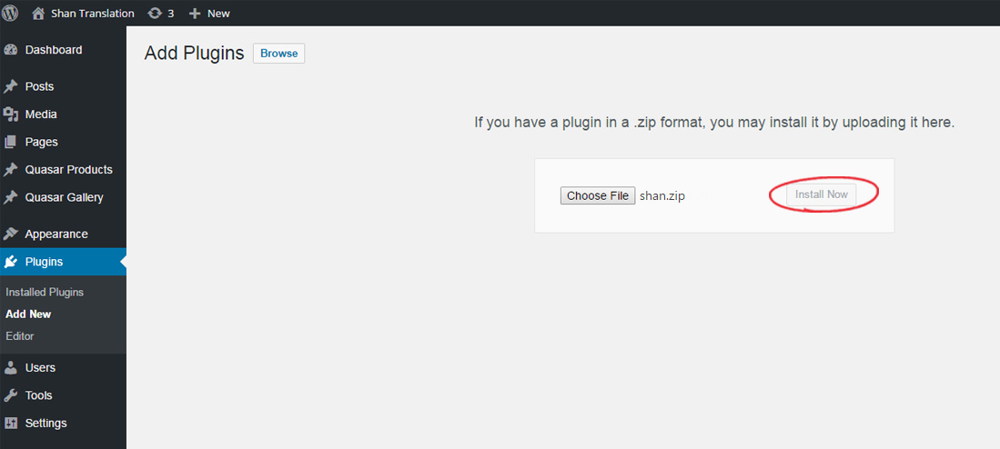 Shan Translation 3 New
Dashboard
Posts
Media
Pages
Quasar Products
Quasar Gallery
Appearance
Plugins
Installed Plugins
Add New
Editor
Users
Tools
Settings
Add Plugins Browse
If you have a plugin in a .zip format, you may install it by uploading it here.
Choose File shan.zip Install Now